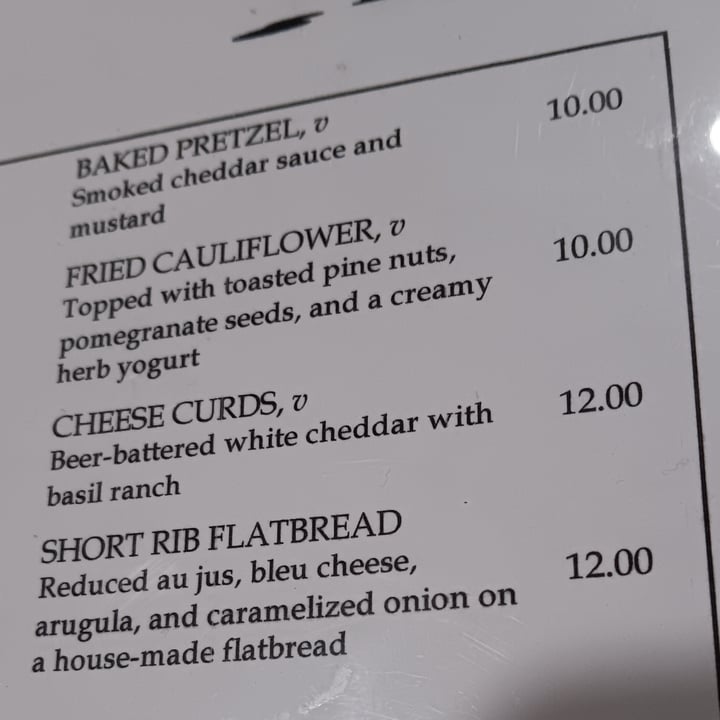 BAKED PRETZEL, v 10.00
Smoked cheddar sauce and
mustard
FRIED CAULIFLOWER, v 10.00
Topped with toasted pine nuts,
pomegranate seeds, and a creamy
herb yogurt
CHEESE CURDS, v 12.00
Beer-battered white cheddar with
basil ranch
SHORT RIB FLATBREAD 12.00
Reduced au jus, bleu cheese,
arugula, and caramelized onion on
a house-made flatbread